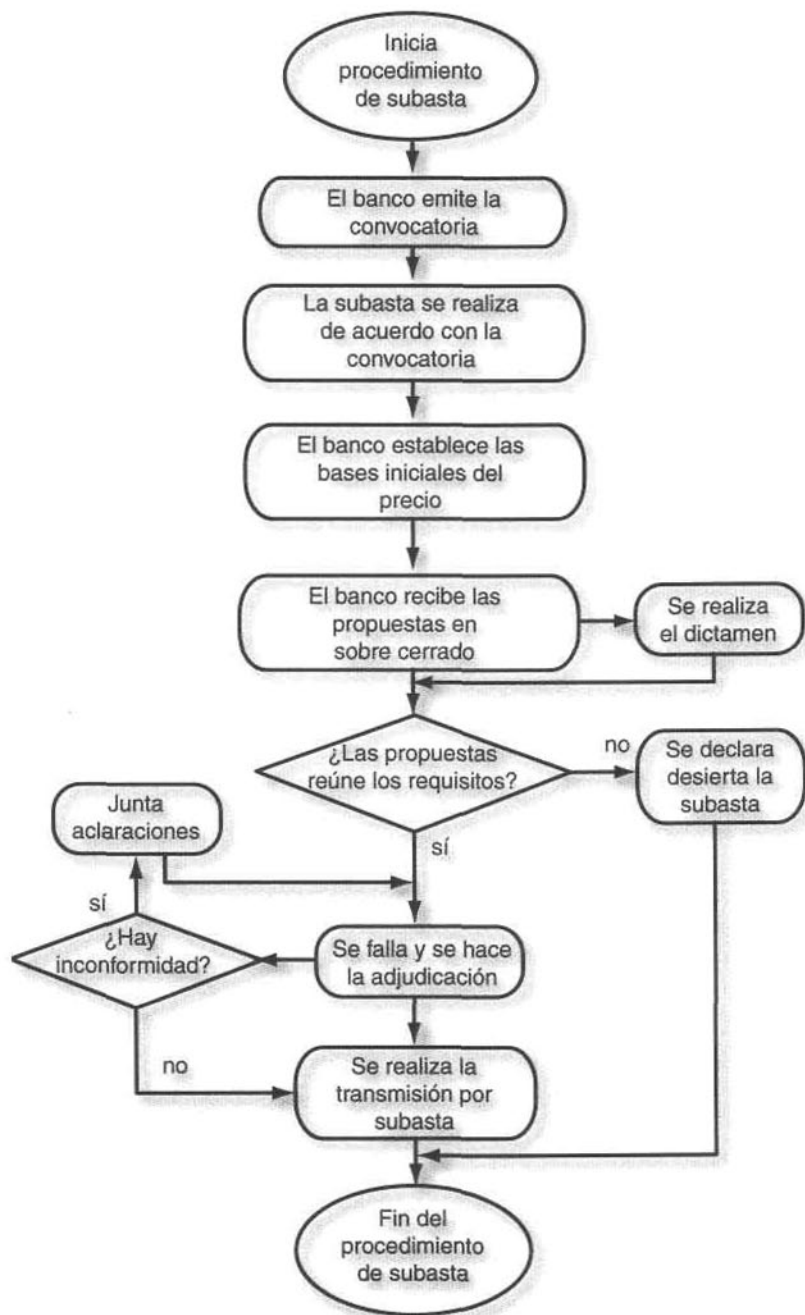 Inicia
procedimiento
de subasta
El banco emite la
convocatoria
La subasta se realiza
de acuerdo con la
convocatoria
El banco establece las
bases iniciales del
precio
El banco recibe las
propuestas en
sobre cerrado
Se realiza
el dictamen
¿Las propuestas
reúne los requisitos?
no
Se declara
desierta la
subasta
sí
Junta
aclaraciones
sí
¿Hay
inconformidad?
Se falla y se hace
la adjudicación
no
Se realiza la
transmisión por
subasta
Fin del
procedimiento
de subasta